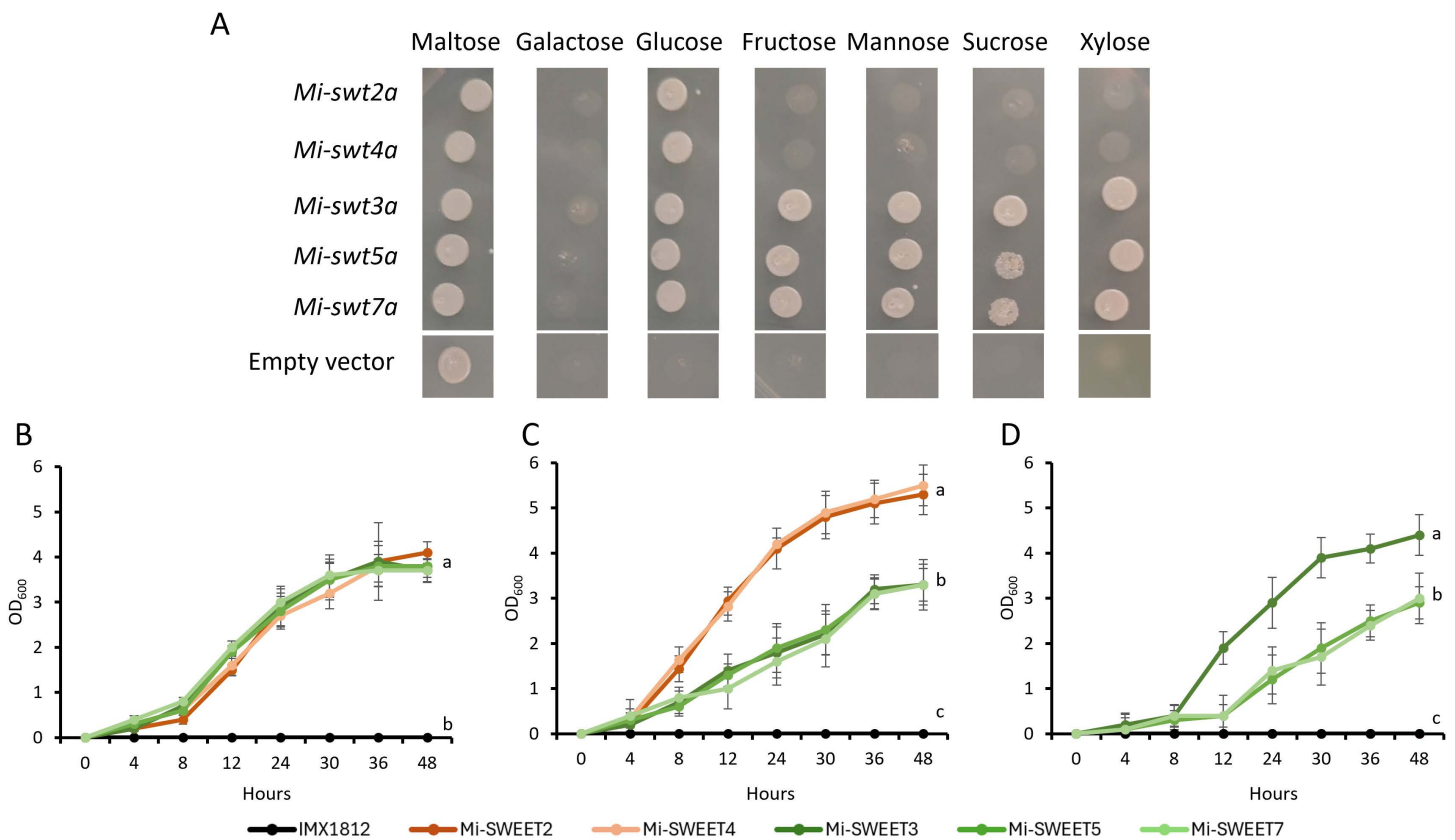 A
Maltose Galactose Glucose Fructose Mannose Sucrose Xylose
Mi-swt2a
Mi-swt4a
Mi-swt3a
Mi-swt5a
Mi-swt7a
Empty vector
B
6
5
4
3
2
1
0
OD600
a
b
0 4 8 12 24 30 36 48
Hours
C
6
5
4
3
2
1
0
OD600
a
b
c
0 4 8 12 24 30 36 48
Hours
D
6
5
4
3
2
1
0
OD600
a
b
c
0 4 8 12 24 30 36 48
Hours
IMX1812 Mi-SWEET2 Mi-SWEET4 Mi-SWEET3 Mi-SWEET5 Mi-SWEET7